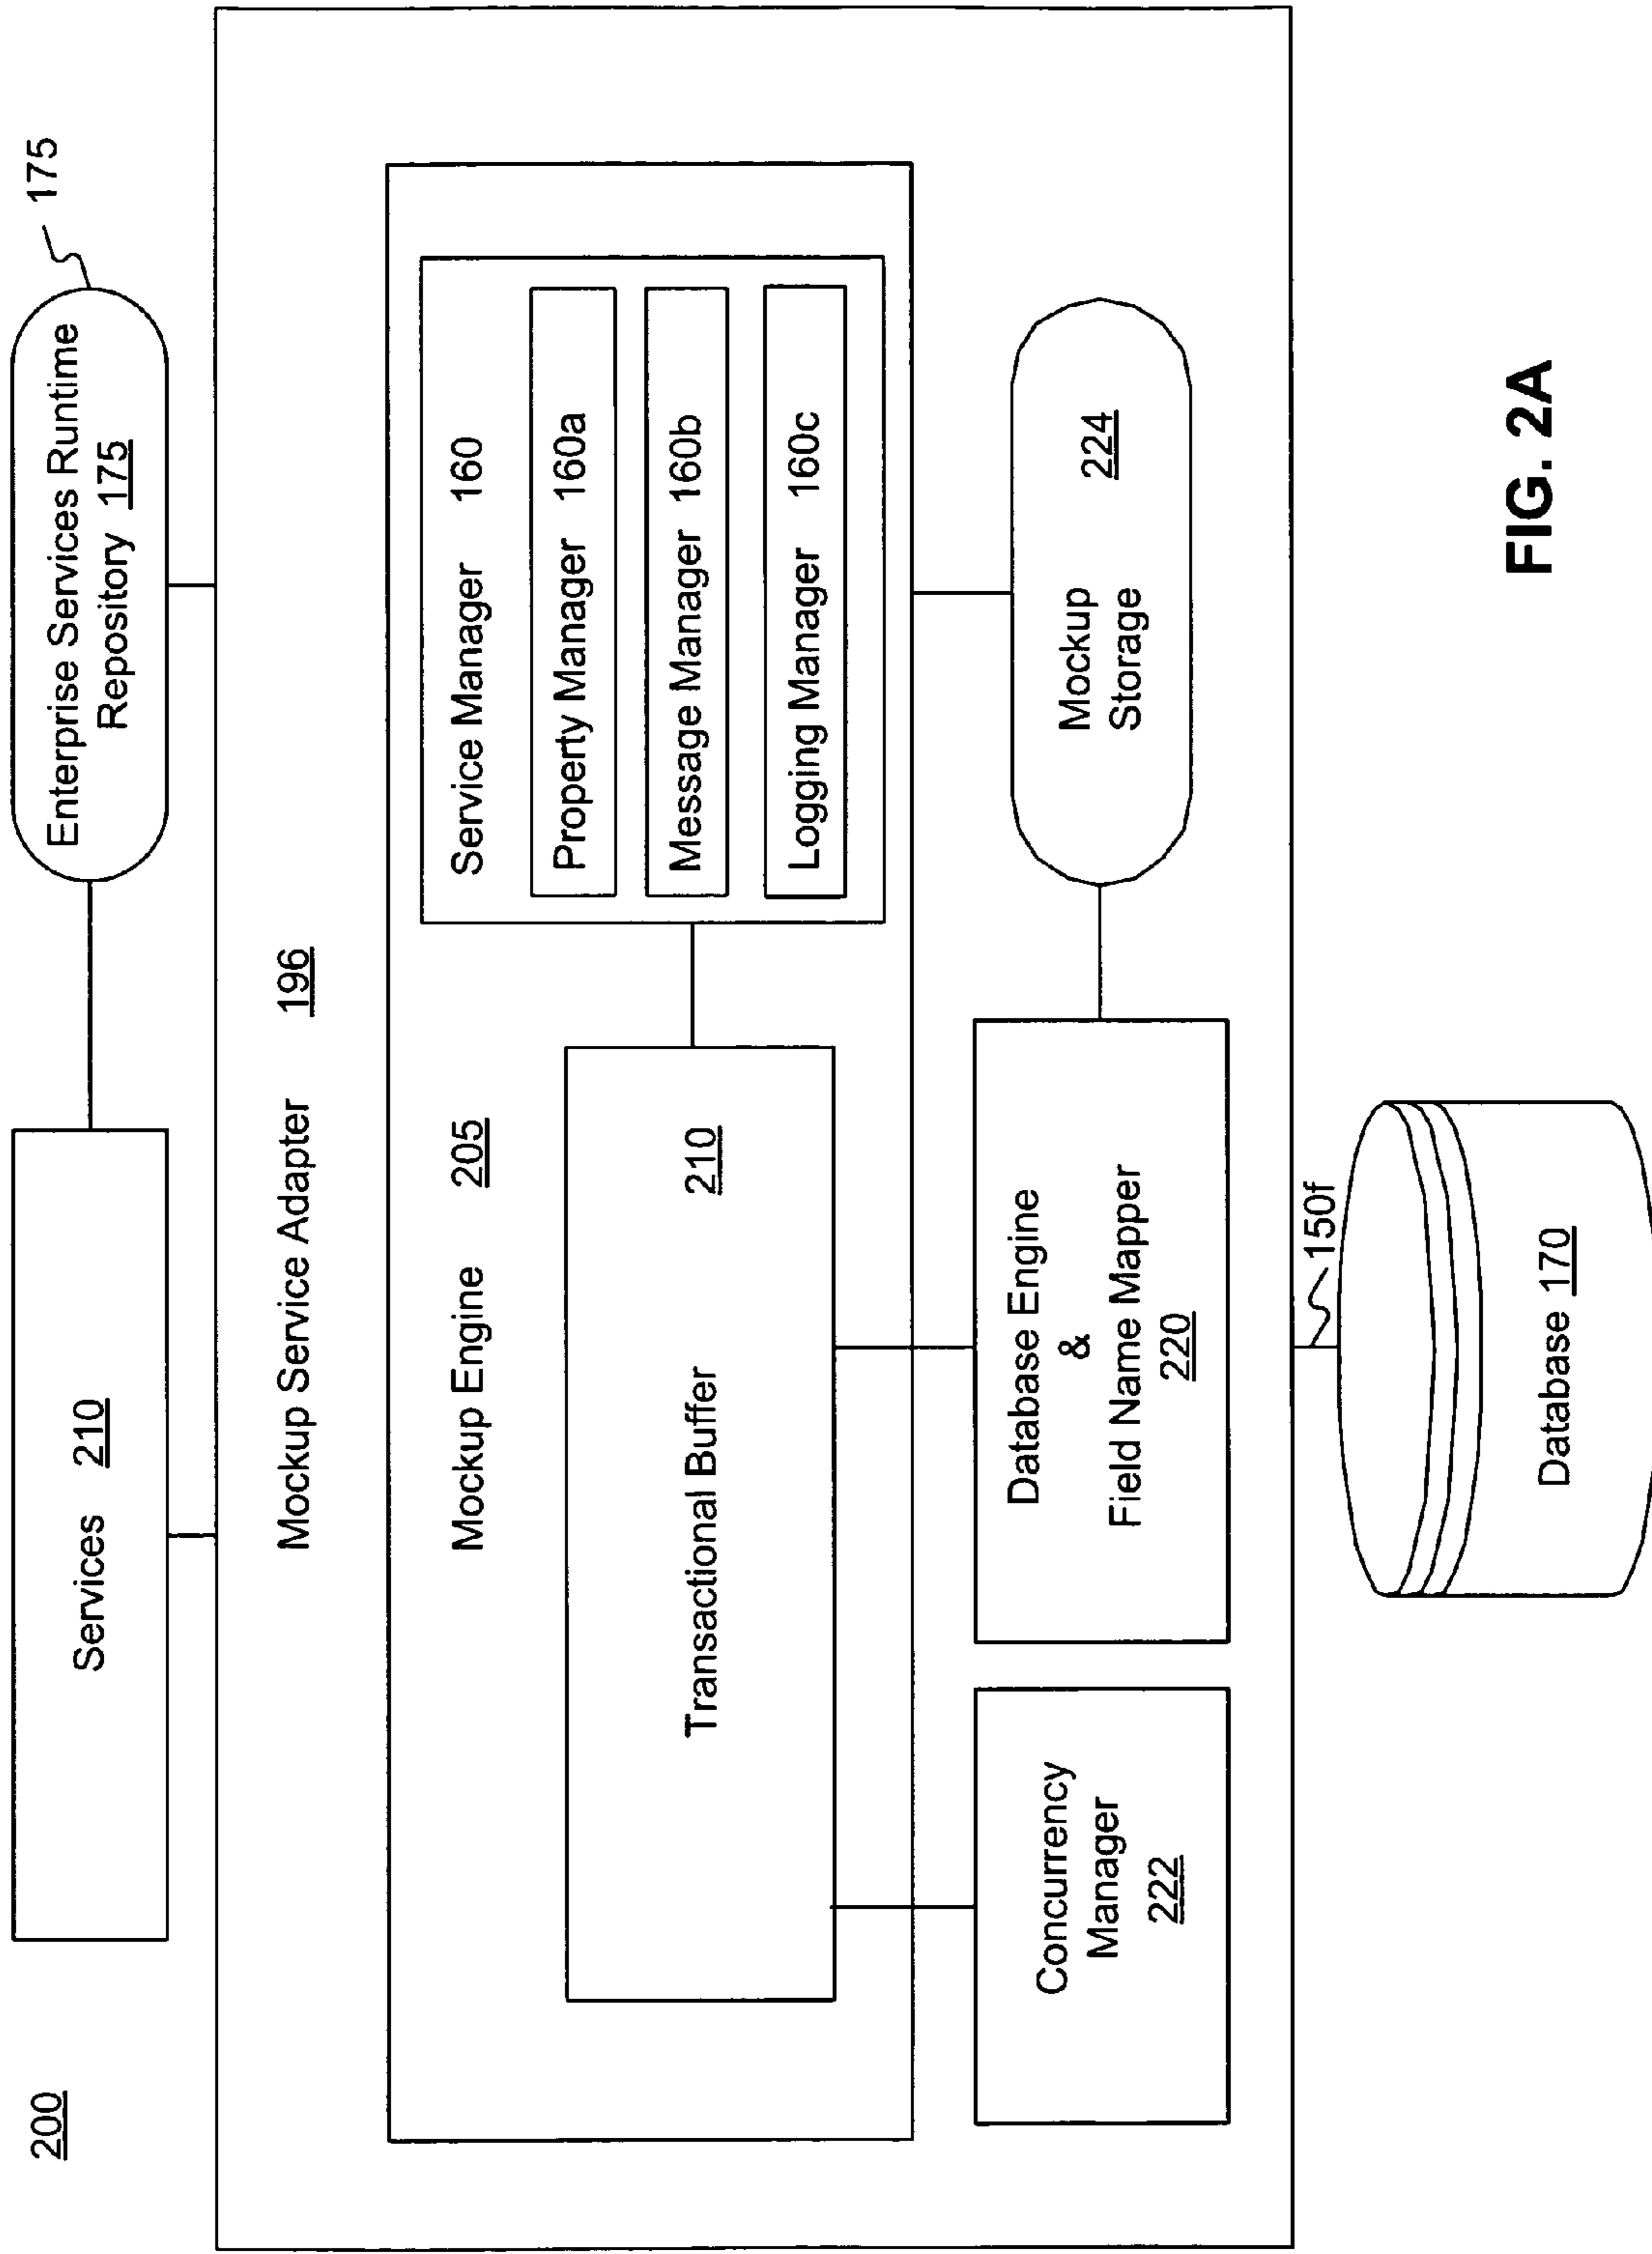 200
Services 210
Enterprise Services Runtime
Repository 175
175
Mockup Service Adapter 196
Mockup Engine 205
Transactional Buffer 210
Service Manager 160
Property Manager 160a
Message Manager 160b
Logging Manager 160c
Concurrency
Manager
222
Database Engine
&
Field Name Mapper
220
Mockup
Storage
224
150f
Database 170
FIG. 2A